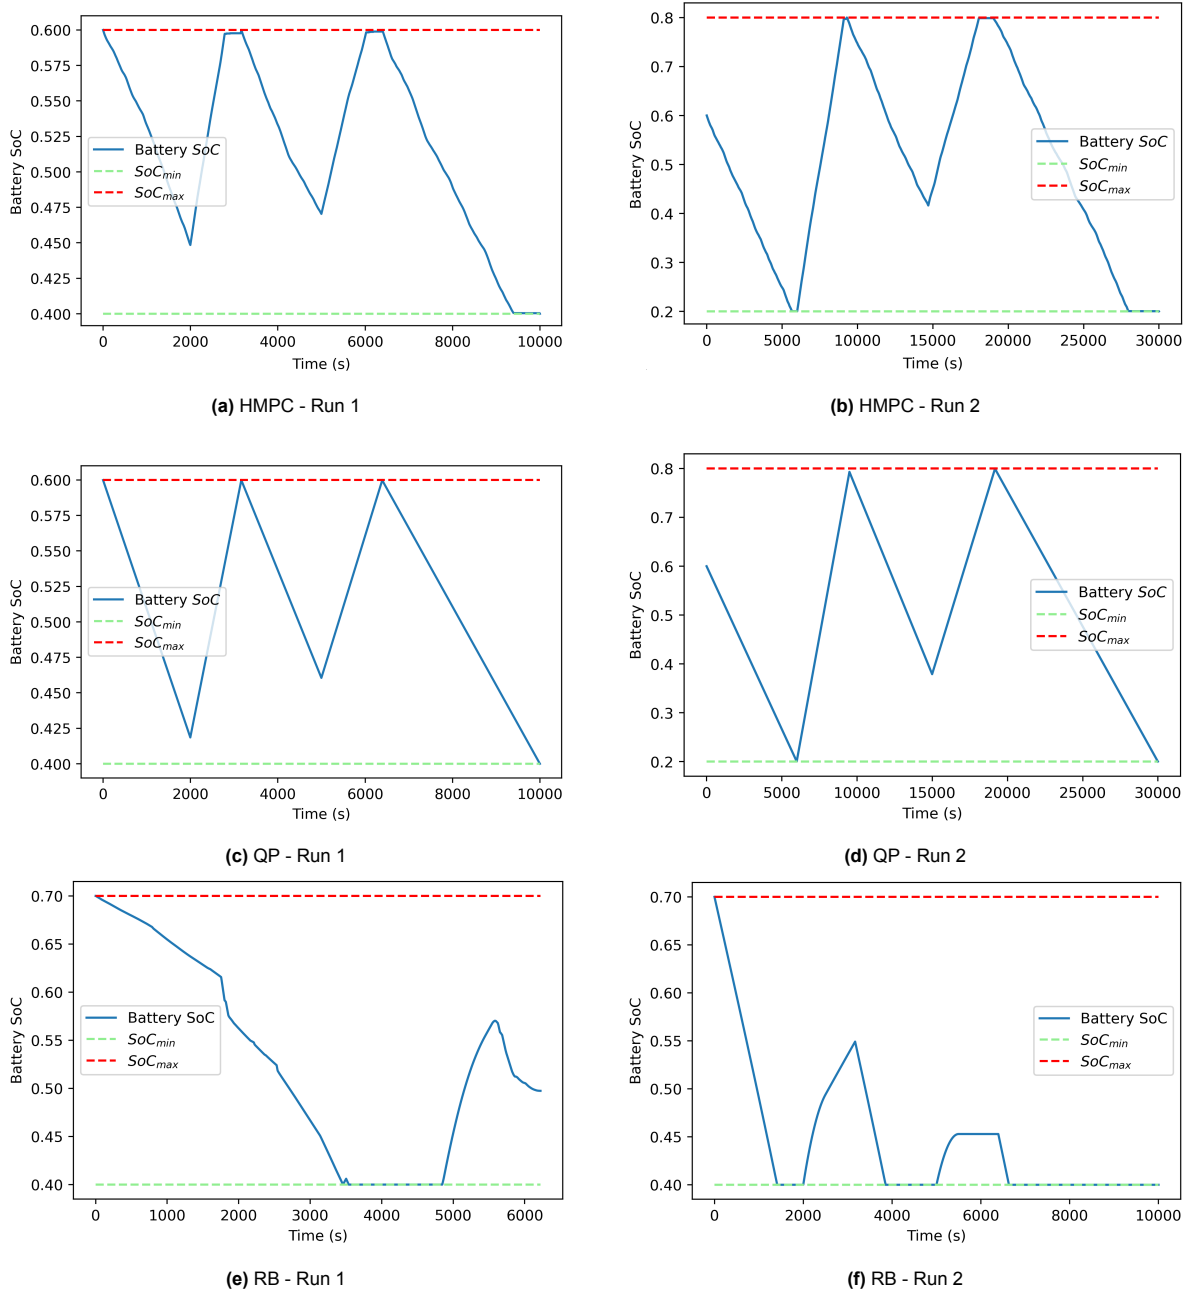 0.600
0.575
0.550
0.525
0.500
0.475
0.450
0.425
0.400
Battery SoC
Battery SoC
SoCmin
SoCmax
0 2000 4000 6000 8000 10000
Time (s)
(a) HMPC - Run 1
0.8
0.7
0.6
0.5
0.4
0.3
0.2
Battery SoC
Battery SoC
SoCmin
SoCmax
0 5000 10000 15000 20000 25000 30000
Time (s)
(b) HMPC - Run 2
0.600
0.575
0.550
0.525
0.500
0.475
0.450
0.425
0.400
Battery SoC
Battery SoC
SoCmin
SoCmax
0 2000 4000 6000 8000 10000
Time (s)
(c) QP - Run 1
0.8
0.7
0.6
0.5
0.4
0.3
0.2
Battery SoC
Battery SoC
SoCmin
SoCmax
0 5000 10000 15000 20000 25000 30000
Time (s)
(d) QP - Run 2
0.70
0.65
0.60
0.55
0.50
0.45
0.40
Battery SoC
Battery SoC
SoCmin
SoCmax
0 1000 2000 3000 4000 5000 6000
Time (s)
(e) RB - Run 1
0.70
0.65
0.60
0.55
0.50
0.45
0.40
Battery SoC
Battery SoC
SoCmin
SoCmax
0 2000 4000 6000 8000 10000
Time (s)
(f) RB - Run 2